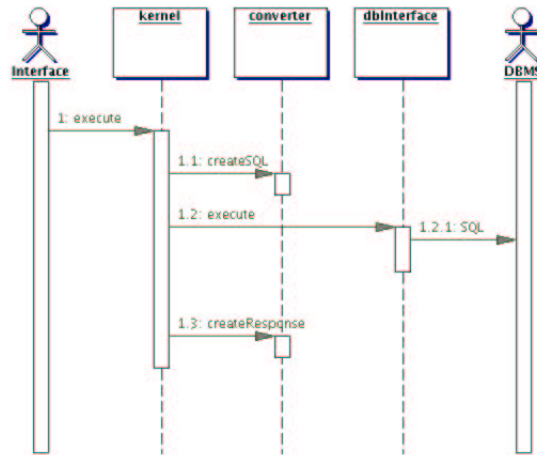 kernel
converter
dbInterface
Interface
DBMS
1: execute
1.1: createSQL
1.2: execute
1.2.1: SQL
1.3: createResponse